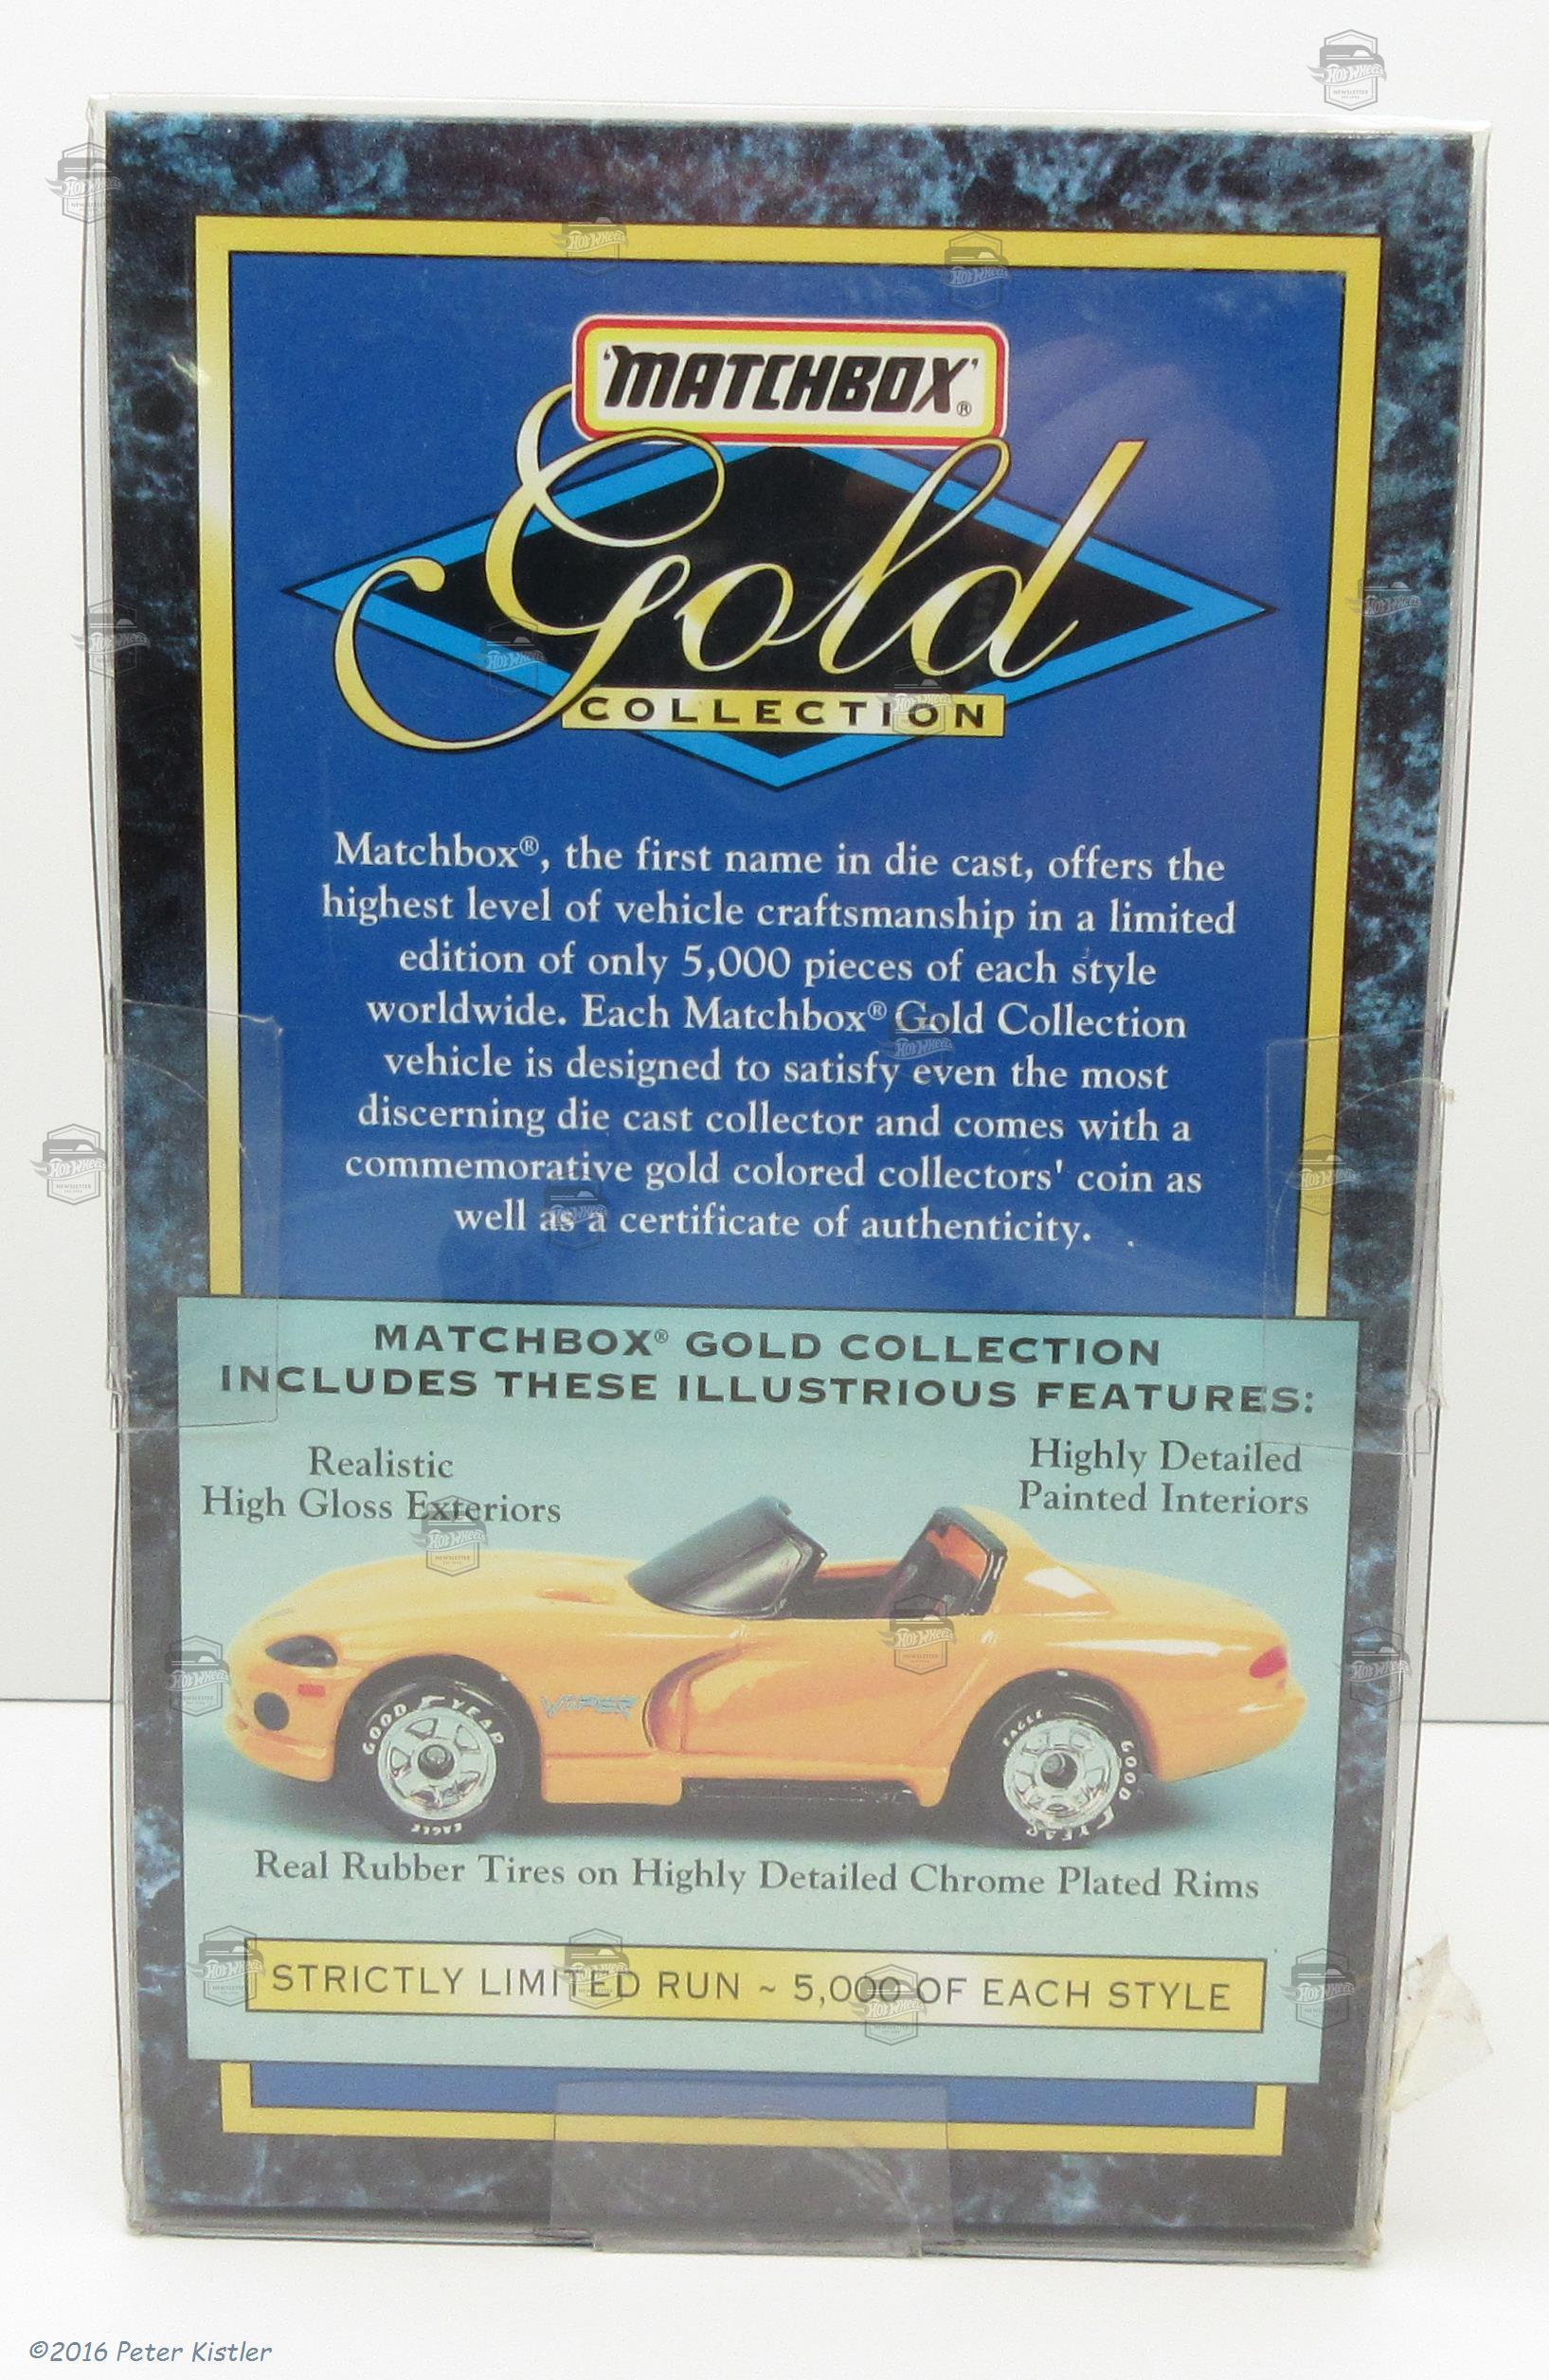 'MATCHBOX'®
Gold
COLLECTION
Matchbox®, the first name in die cast, offers the
highest level of vehicle craftsmanship in a limited
edition of only 5,000 pieces of each style
worldwide. Each Matchbox® Gold Collection
vehicle is designed to satisfy even the most
discerning die cast collector and comes with a
commemorative gold colored collectors' coin as
well as a certificate of authenticity.
MATCHBOX® GOLD COLLECTION
INCLUDES THESE ILLUSTRIOUS FEATURES:
Realistic
High Gloss Exteriors
Highly Detailed
Painted Interiors
VIPER
GOOD YEAR
EAGLE
EAGLE
GOOD YEAR
Real Rubber Tires on Highly Detailed Chrome Plated Rims
STRICTLY LIMITED RUN ~ 5,000 OF EACH STYLE
©2016 Peter Kistler
Hot Wheels
NEWSLETTER